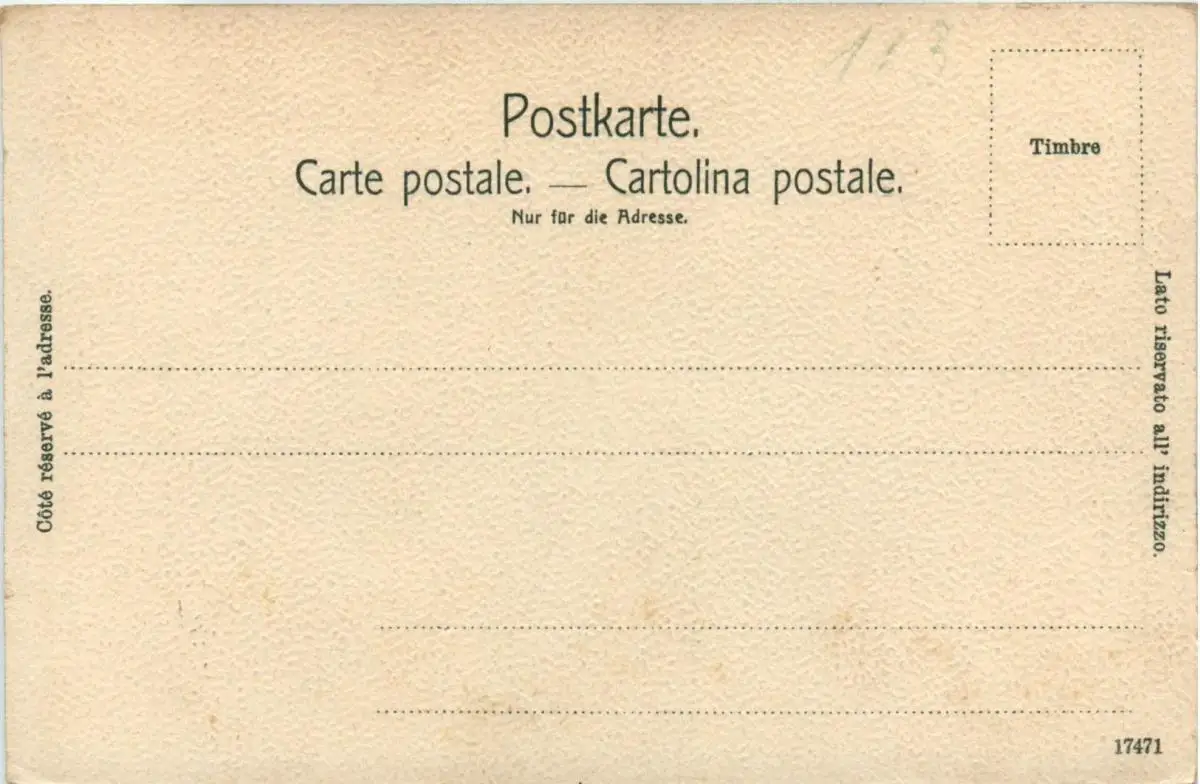 Postkarte.
Carte postale. — Cartolina postale.
Nur für die Adresse.
Timbre
Côté réservé à l'adresse.
Lato riservato all' indirizzo.
17471